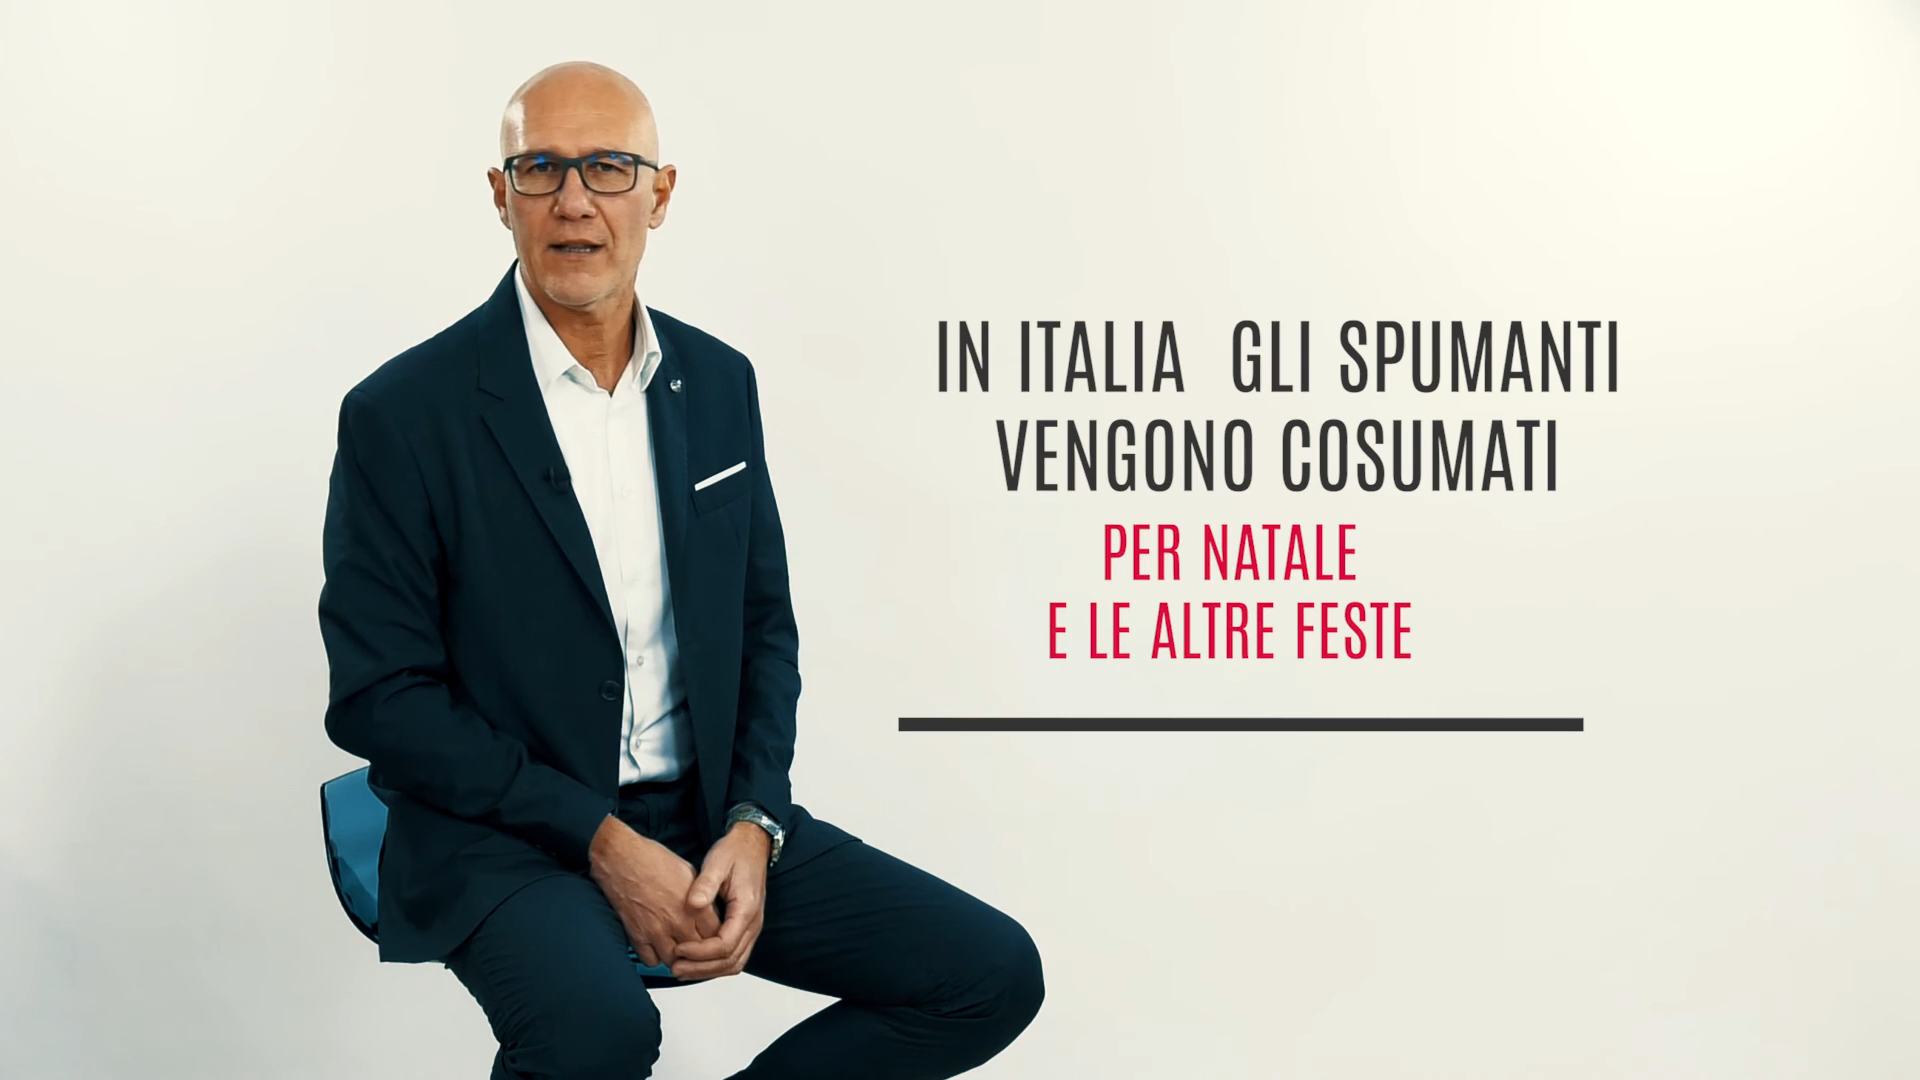 IN ITALIA  GLI SPUMANTI
VENGONO COSUMATI
PER NATALE
E LE ALTRE FESTE